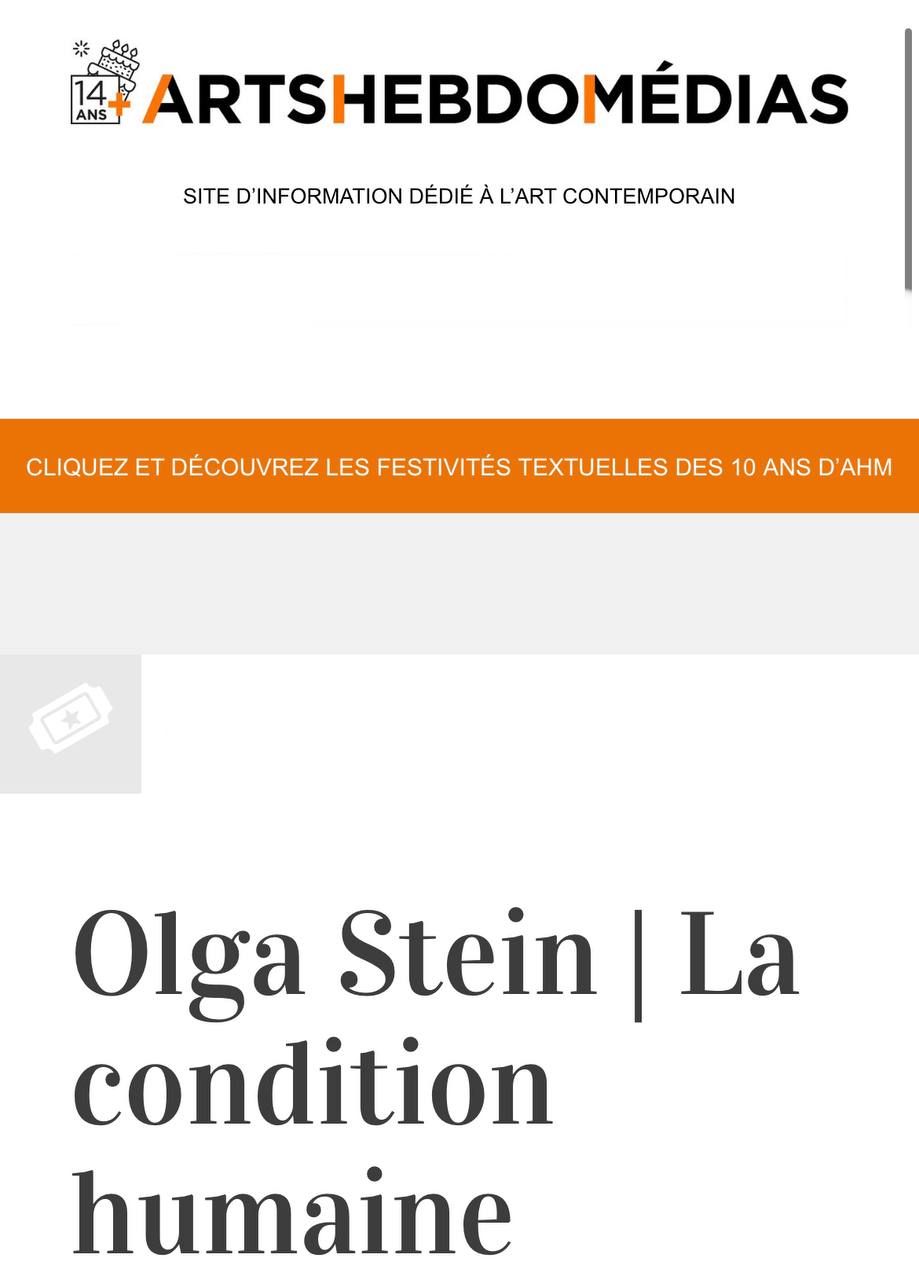 14
ANS
+
ARTSHEBDOMÉDIAS
SITE D’INFORMATION DÉDIÉ À L’ART CONTEMPORAIN
CLIQUEZ ET DÉCOUVREZ LES FESTIVITÉS TEXTUELLES DES 10 ANS D’AHM
Olga Stein | La
condition
humaine